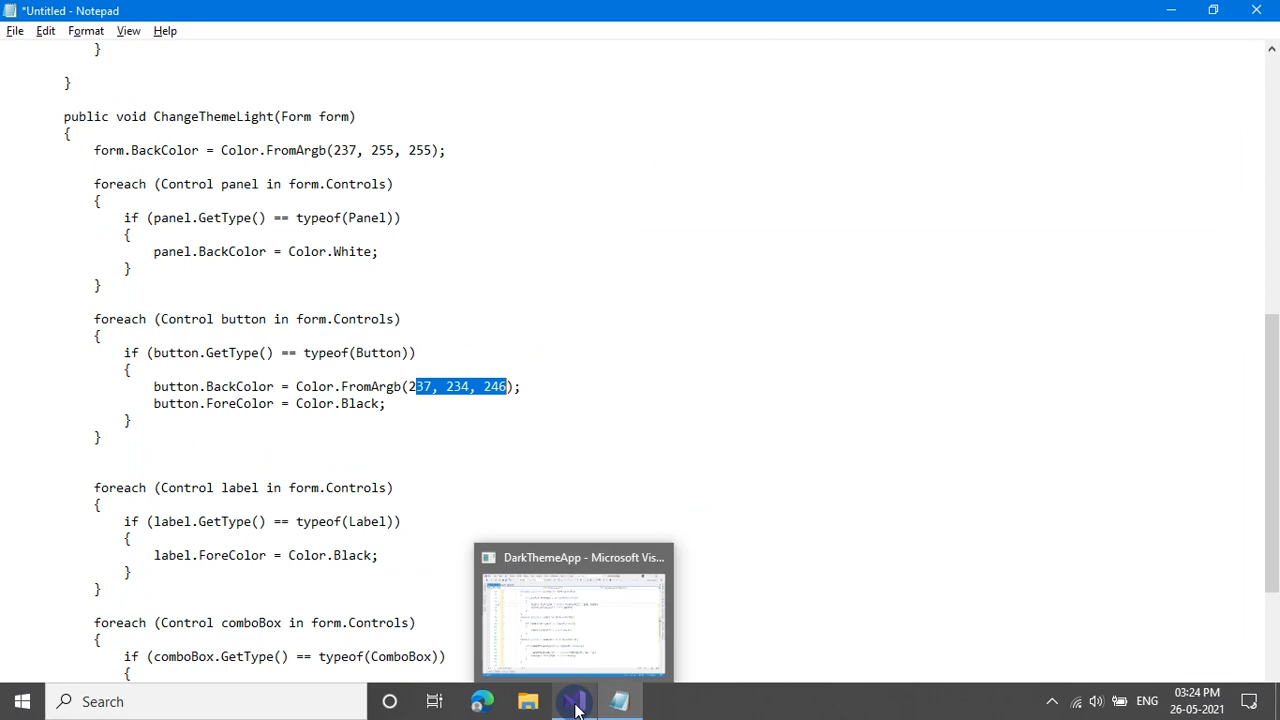 *Untitled - Notepad
File Edit Format View Help
}
}
public void ChangeThemeLight(Form form)
{
form.BackColor = Color.FromArgb(237, 255, 255);
foreach (Control panel in form.Controls)
{
if (panel.GetType() == typeof(Panel))
{
panel.BackColor = Color.White;
}
}
foreach (Control button in form.Controls)
{
if (button.GetType() == typeof(Button))
{
button.BackColor = Color.FromArgb(237, 234, 246);
button.ForeColor = Color.Black;
}
}
foreach (Control label in form.Controls)
{
if (label.GetType() == typeof(Label))
{
label.ForeColor = Color.Black;
}
}
foreach (Control comboBox in form.Controls)
{
if (comboBox.GetType() == typeof(ComboBox))
{
DarkThemeApp - Microsoft Vis...
Search
ENG
03:24 PM
26-05-2021